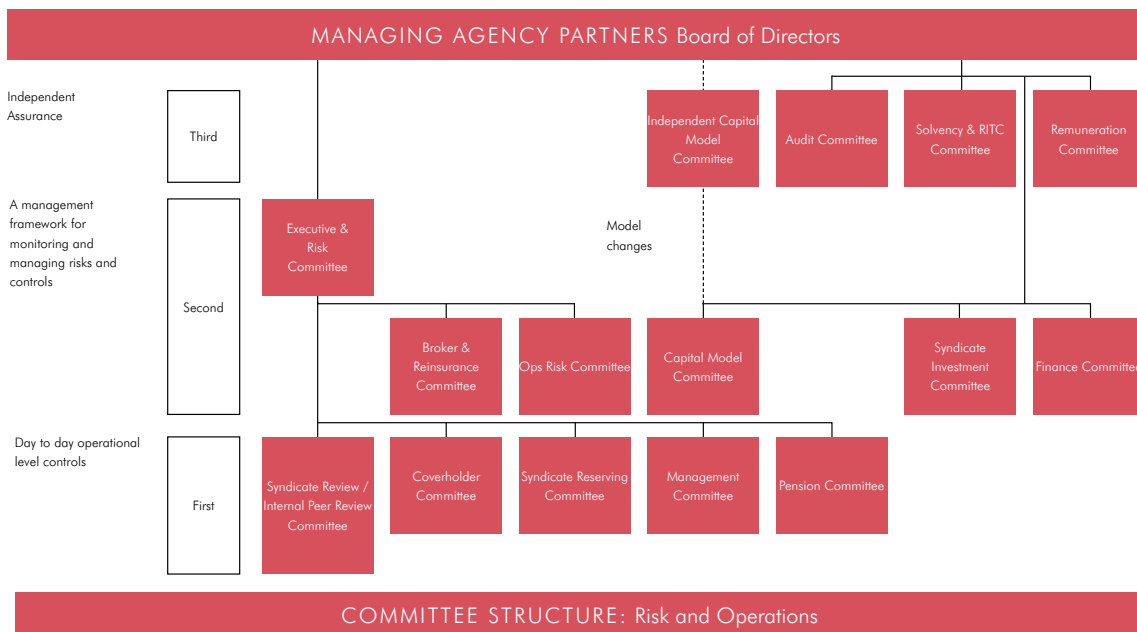 MANAGING AGENCY PARTNERS Board of Directors
Independent
Assurance
Third
Independent Capital
Model
Committee
Audit Committee
Solvency & RITC
Committee
Remuneration
Committee
A management
framework for
monitoring and
managing risks and
controls
Second
Executive &
Risk
Committee
Model
changes
Broker &
Reinsurance
Committee
Ops Risk Committee
Capital Model
Committee
Syndicate
Investment
Committee
Finance Committee
Day to day operational
level controls
First
Syndicate Review /
Internal Peer Review
Committee
Coverholder
Committee
Syndicate Reserving
Committee
Management
Committee
Pension Committee
COMMITTEE STRUCTURE: Risk and Operations